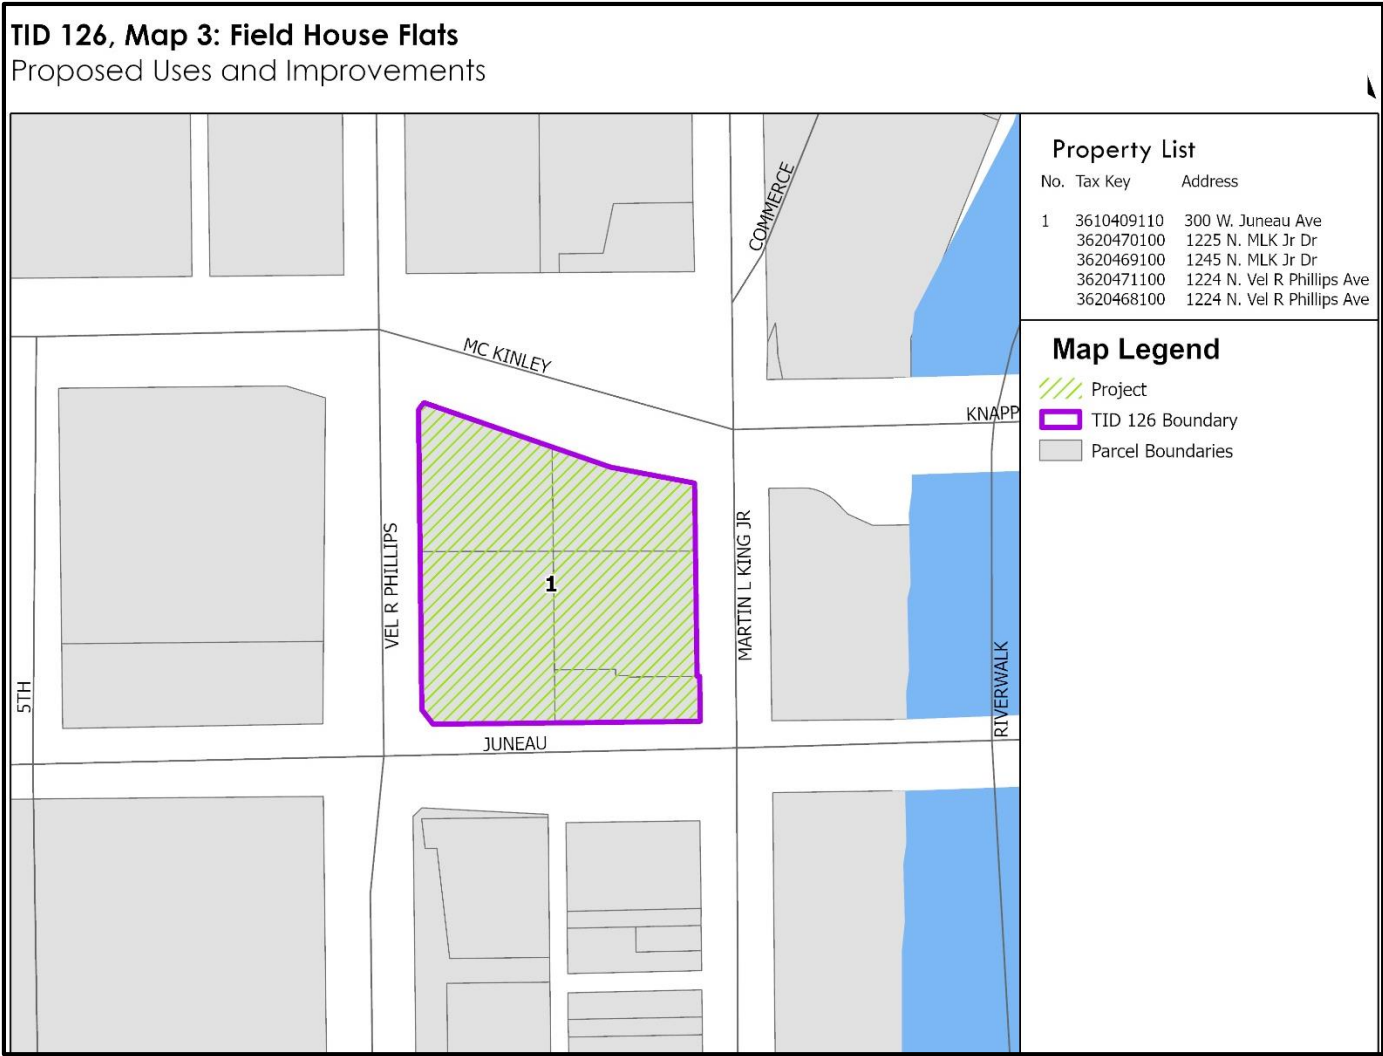 TID 126, Map 3: Field House Flats
Proposed Uses and Improvements
Property List
No. Tax Key Address
1 3610409110 300 W. Juneau Ave
3620470100 1225 N. MLK Jr Dr
3620469100 1245 N. MLK Jr Dr
3620471100 1224 N. Vel R Phillips Ave
3620468100 1224 N. Vel R Phillips Ave
Map Legend
Project
TID 126 Boundary
Parcel Boundaries
COMMERCE
MC KINLEY
KNAPP
VEL R PHILLIPS
1
MARTIN L KING JR
5TH
RIVERWALK
JUNEAU